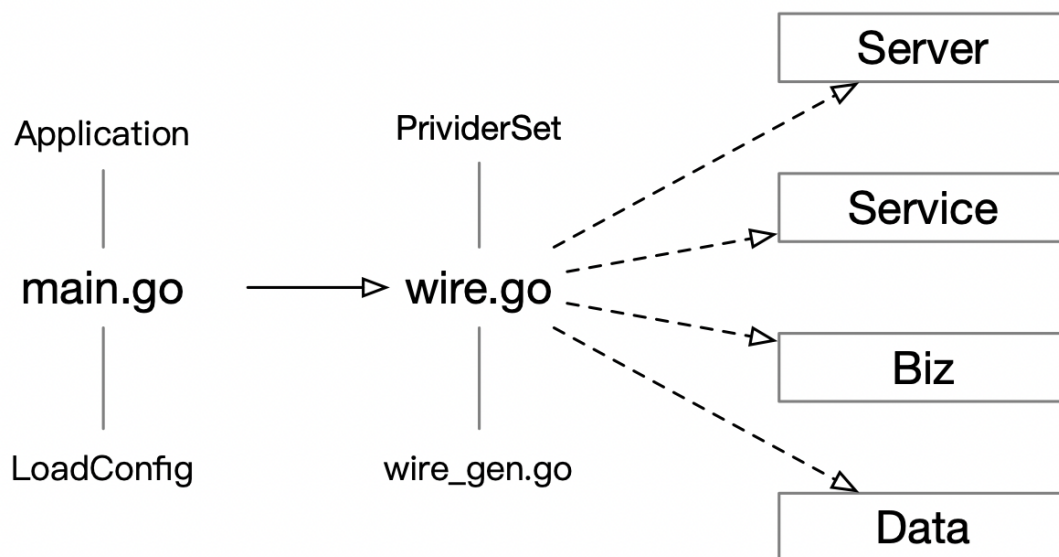 Server
Application
PrividerSet
Service
main.go
wire.go
Biz
LoadConfig
wire_gen.go
Data